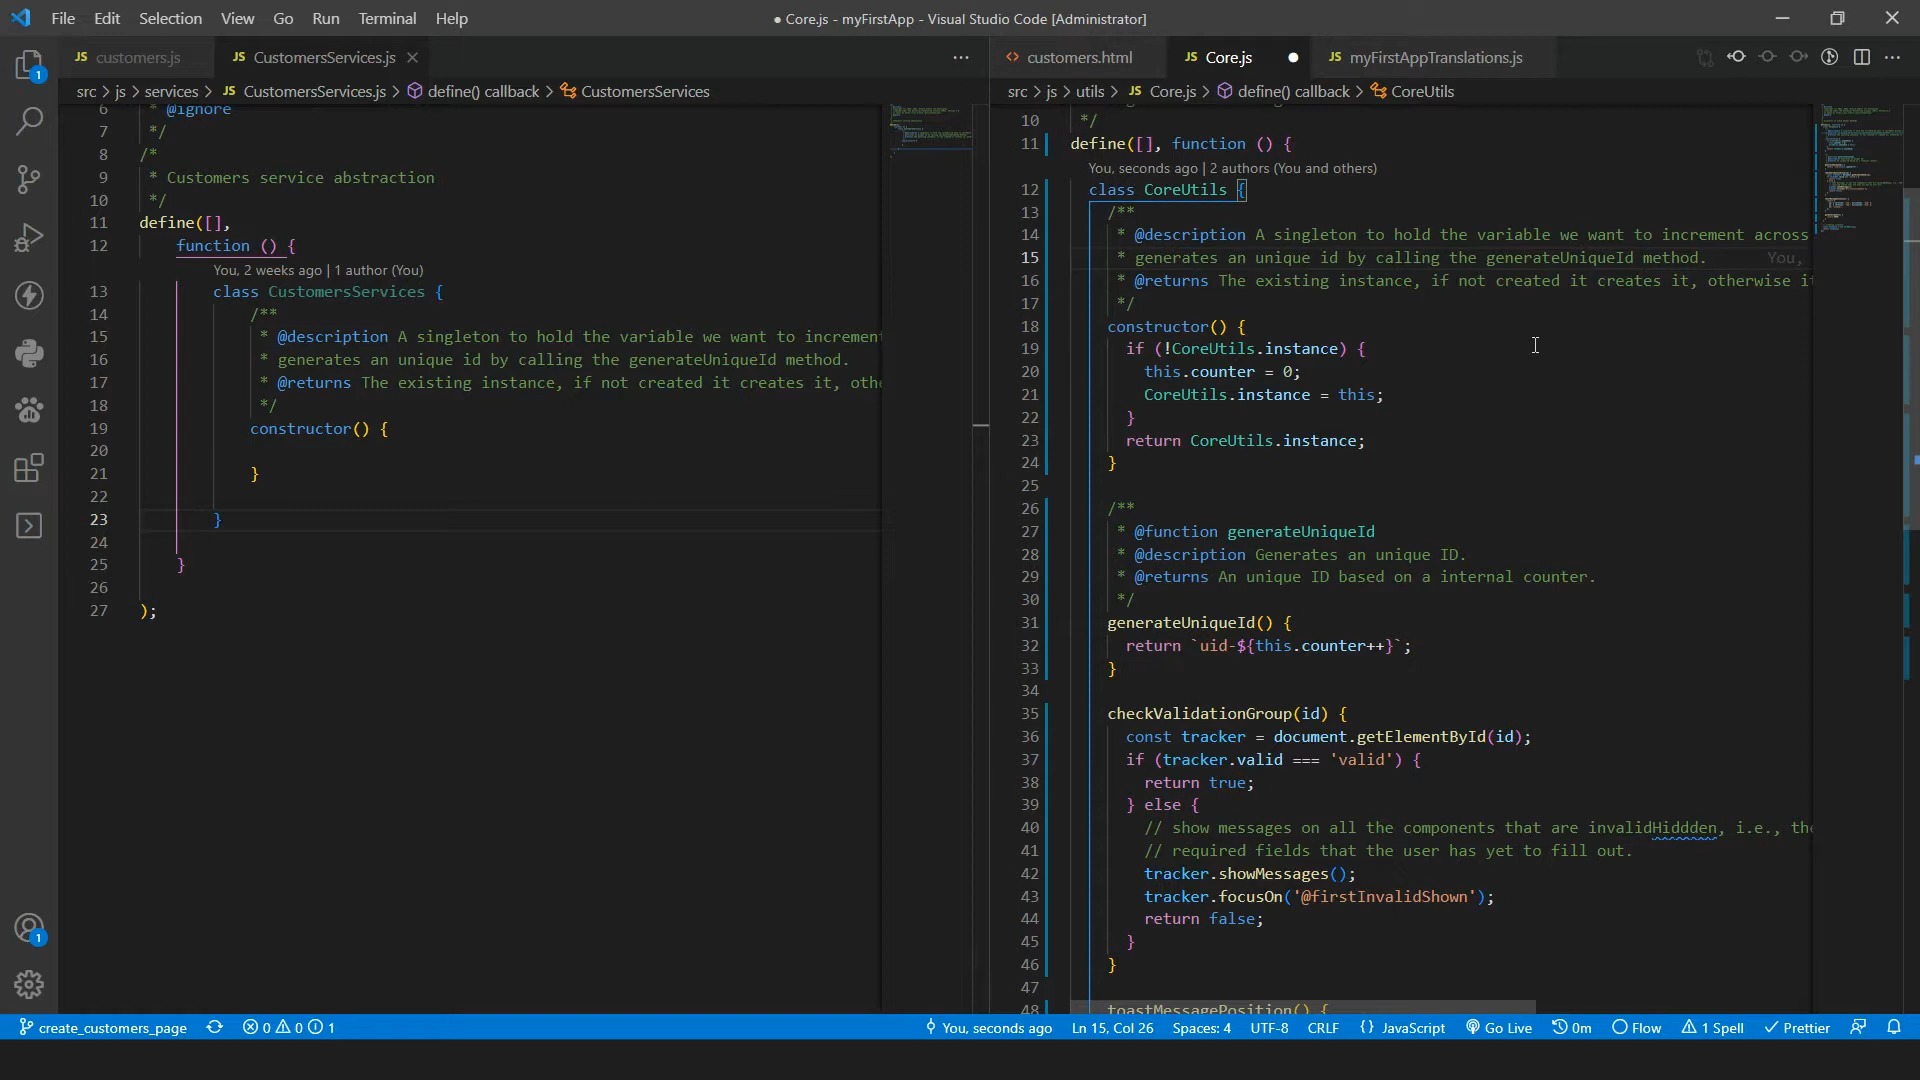 File Edit Selection View Go Run Terminal Help
● Core.js - myFirstApp - Visual Studio Code [Administrator]
JS customers.js
JS CustomersServices.js
src > js > services > JS CustomersServices.js > define() callback > CustomersServices
6 * @ignore
7 */
8 /*
9 * Customers service abstraction
10 */
11 define([],
12 function () {
You, 2 weeks ago | 1 author (You)
13 class CustomersServices {
14 /**
15 * @description A singleton to hold the variable we want to increment
16 * generates an unique id by calling the generateUniqueId method.
17 * @returns The existing instance, if not created it creates it, othe
18 */
19 constructor() {
20
21 }
22
23 }
24
25 }
26
27 );
customers.html
JS Core.js ●
JS myFirstAppTranslations.js
src > js > utils > JS Core.js > define() callback > CoreUtils
10 */
11 define([], function () {
You, seconds ago | 2 authors (You and others)
12 class CoreUtils {
13 /**
14 * @description A singleton to hold the variable we want to increment across
15 * generates an unique id by calling the generateUniqueId method. You,
16 * @returns The existing instance, if not created it creates it, otherwise it
17 */
18 constructor() {
19 if (!CoreUtils.instance) {
20 this.counter = 0;
21 CoreUtils.instance = this;
22 }
23 return CoreUtils.instance;
24 }
25
26 /**
27 * @function generateUniqueId
28 * @description Generates an unique ID.
29 * @returns An unique ID based on a internal counter.
30 */
31 generateUniqueId() {
32 return `uid-${this.counter++}`;
33 }
34
35 checkValidationGroup(id) {
36 const tracker = document.getElementById(id);
37 if (tracker.valid === 'valid') {
38 return true;
39 } else {
40 // show messages on all the components that are invalidHiddden, i.e., the
41 // required fields that the user has yet to fill out.
42 tracker.showMessages();
43 tracker.focusOn('@firstInvalidShown');
44 return false;
45 }
46 }
47
48 toastMessagePosition() {
1
1
create_customers_page 0 0 1
You, seconds ago Ln 15, Col 26 Spaces: 4 UTF-8 CRLF {} JavaScript Go Live 0m Flow 1 Spell Prettier